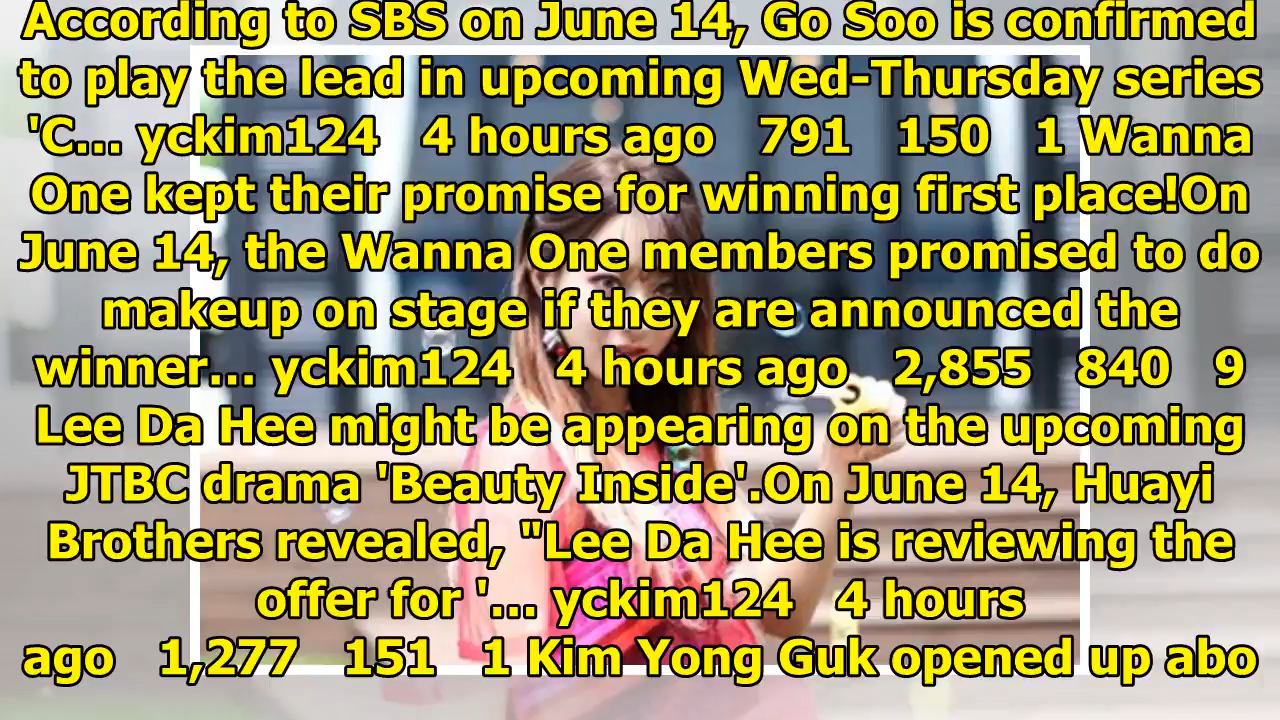 According to SBS on June 14, Go Soo is confirmed
to play the lead in upcoming Wed-Thursday series
'C... yckim124 4 hours ago 791 150 1 Wanna
One kept their promise for winning first place!On
June 14, the Wanna One members promised to do
makeup on stage if they are announced the
winner... yckim124 4 hours ago 2,855 840 9
Lee Da Hee might be appearing on the upcoming
JTBC drama 'Beauty Inside'.On June 14, Huayi
Brothers revealed, "Lee Da Hee is reviewing the
offer for '... yckim124 4 hours
ago 1,277 151 1 Kim Yong Guk opened up abo